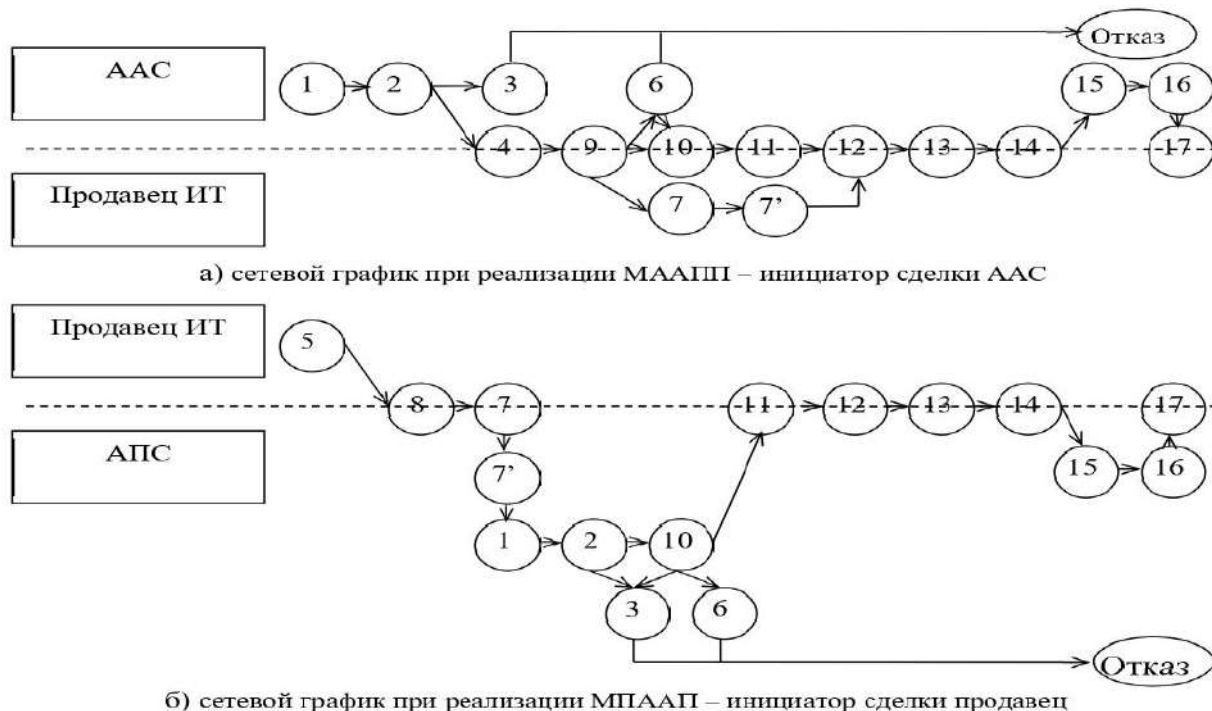 Отказ
ААС
1 2 3 6 15 16
4 9 10 11 12 13 14 17
Продавец ИТ
7 7’
а) сетевой график при реализации МААПП – инициатор сделки ААС
Продавец ИТ
5
8 7 11 12 13 14 17
АПС
7’ 15 16
1 2 10
3 6
Отказ
б) сетевой график при реализации МПААП – инициатор сделки продавец